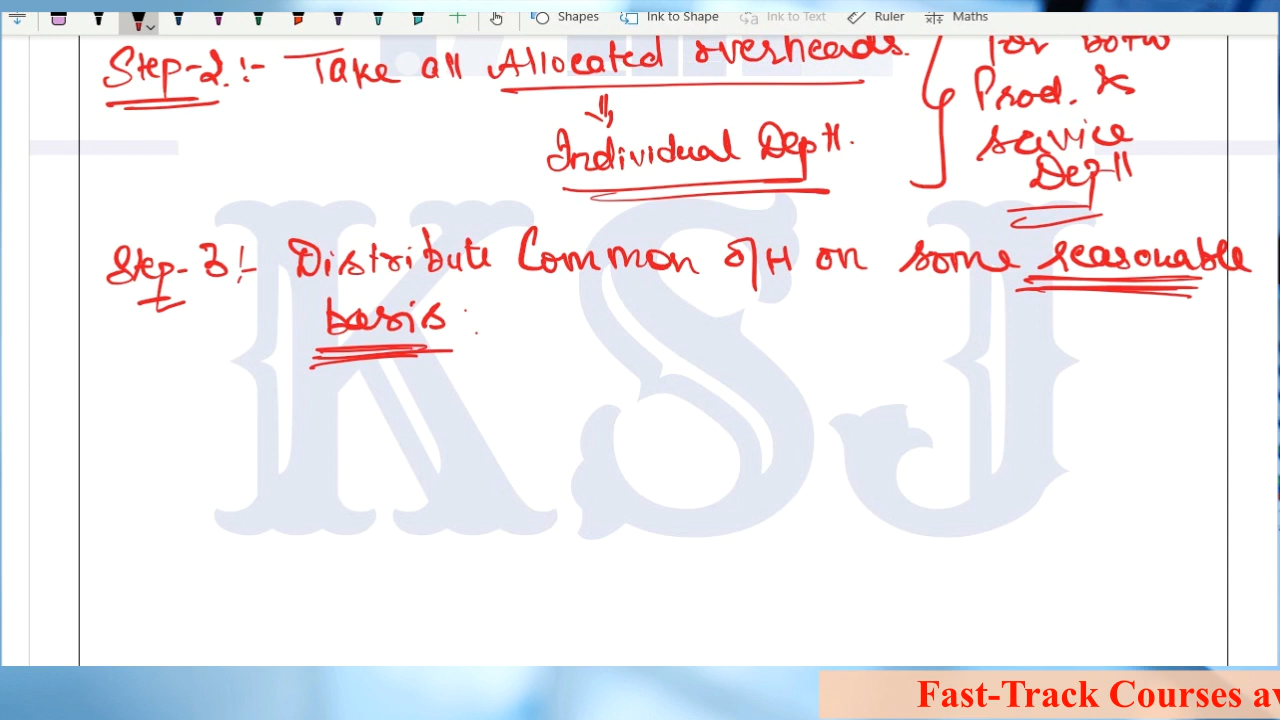 Shapes Ink to Shape Ink to Text Ruler Maths
Step-2:- Take all Allocated overheads.
for both
Prod. &
service
Deptt
⇓
Individual Deptt.
Step-3:- Distribute Common O/H on some reasonable
basis.
KSJ
Fast-Track Courses av